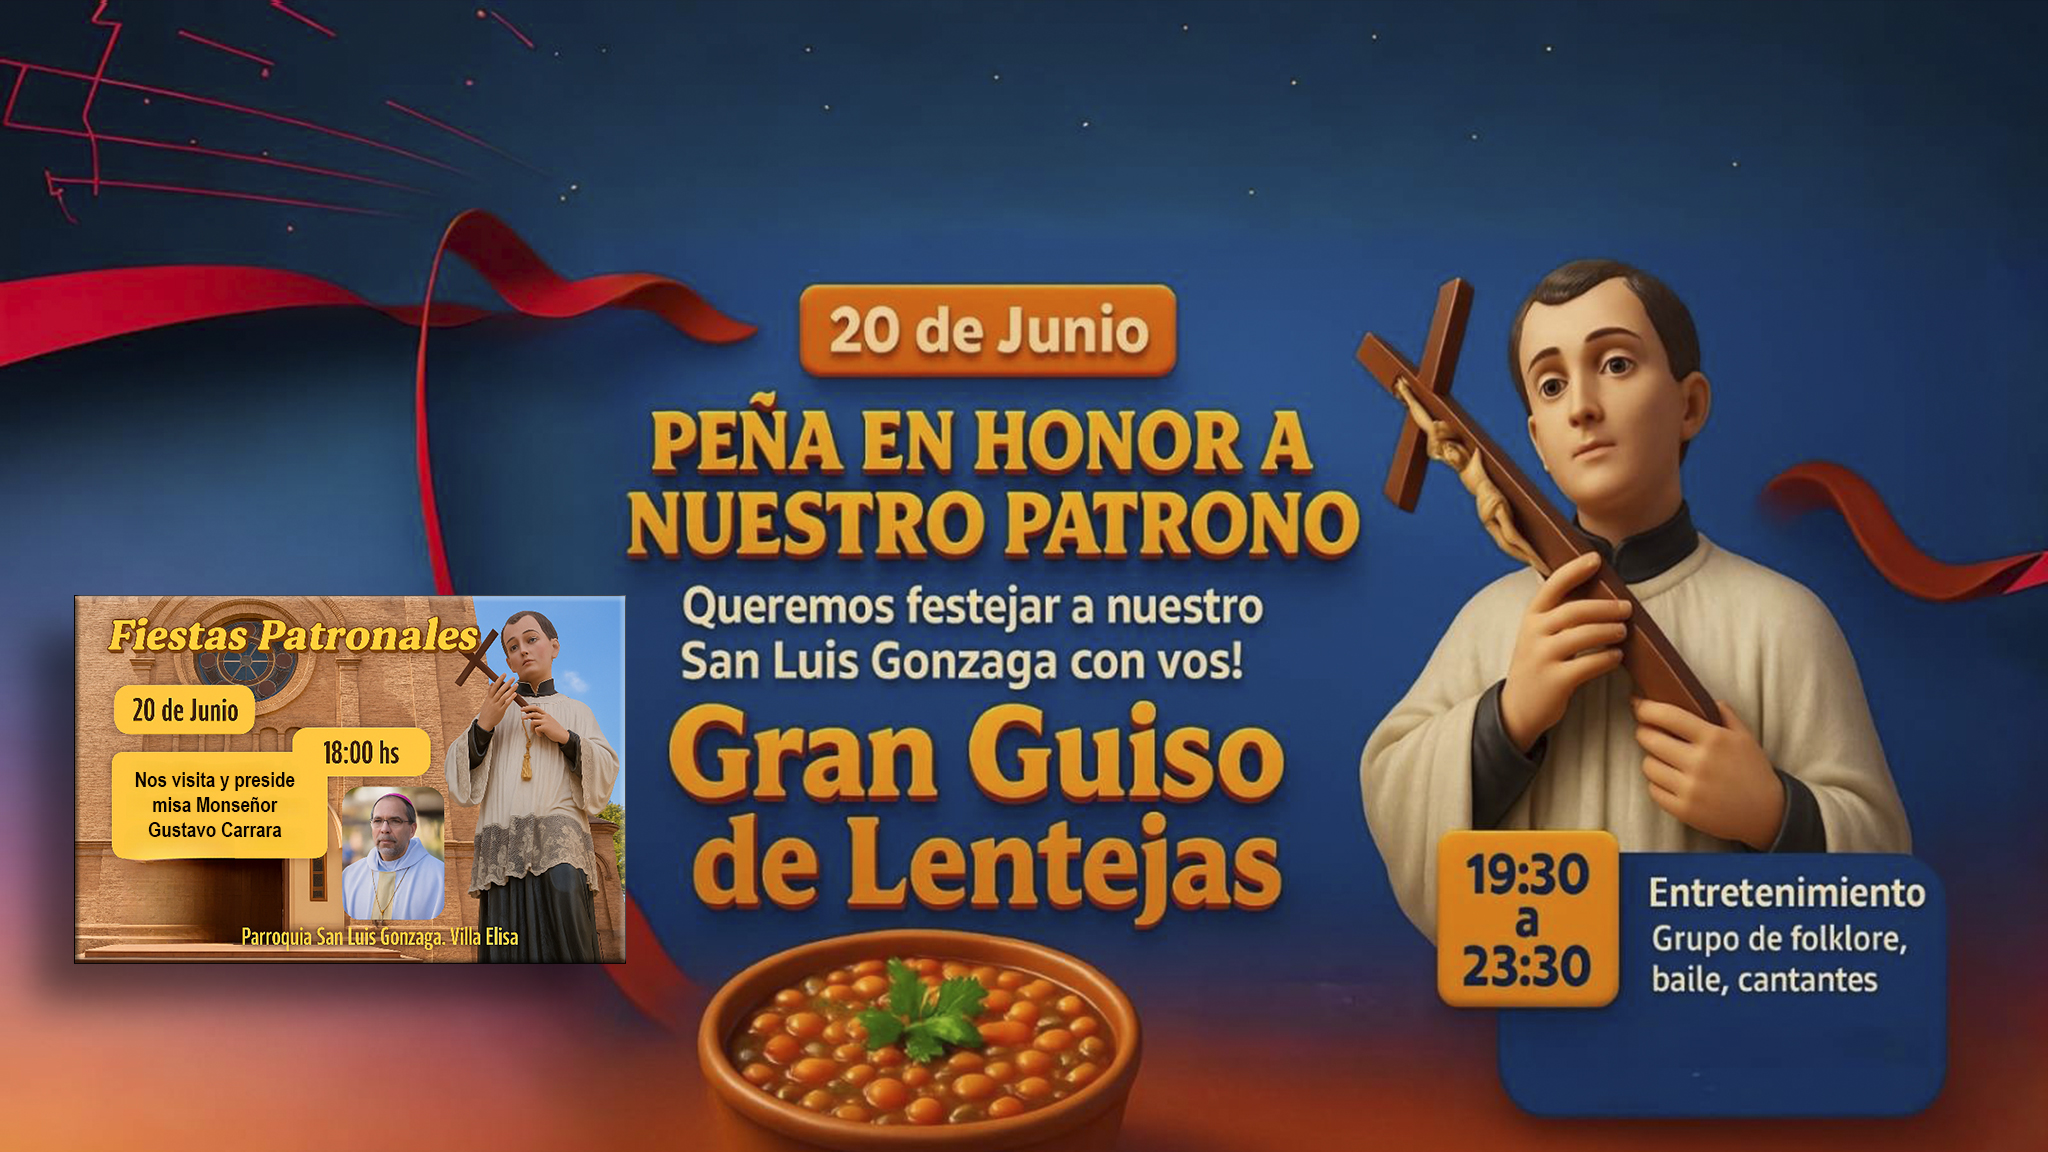 20 de Junio
PEÑA EN HONOR A
NUESTRO PATRONO
Queremos festejar a nuestro
San Luis Gonzaga con vos!
Gran Guiso
de Lentejas
19:30
a
23:30
Entretenimiento
Grupo de folklore,
baile, cantantes
Fiestas Patronales
20 de Junio
18:00 hs
Nos visita y preside
misa Monseñor
Gustavo Carrara
Parroquia San Luis Gonzaga. Villa Elisa